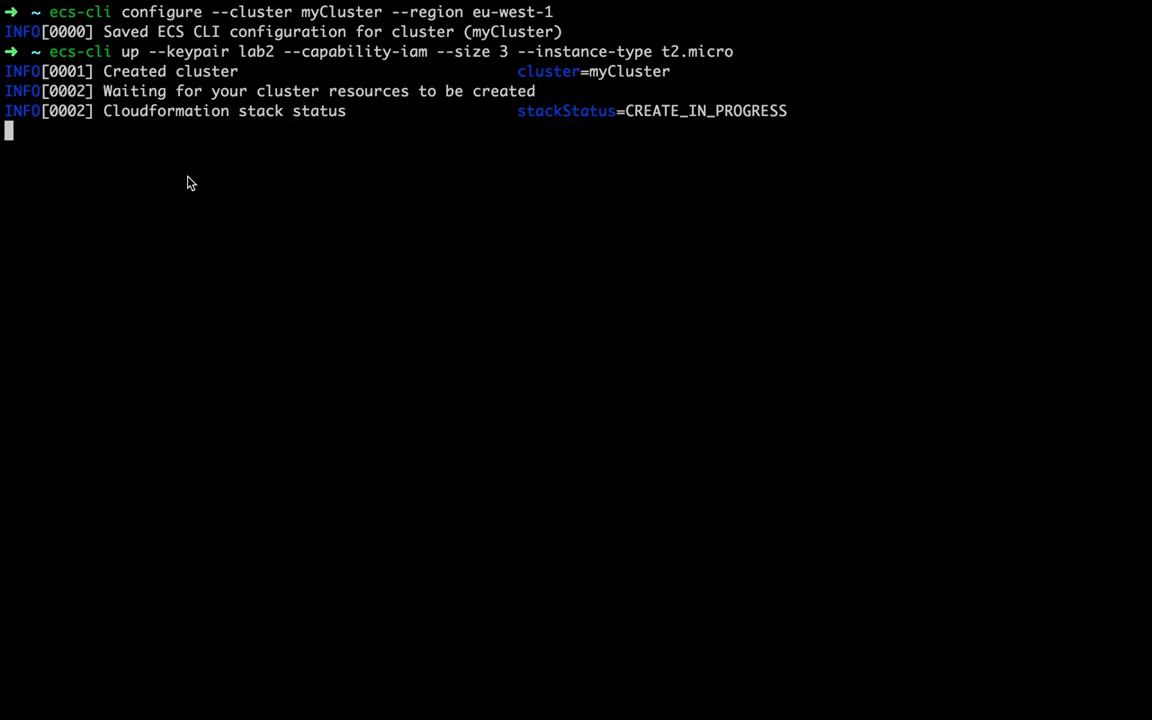 ➜ ~ ecs-cli configure --cluster myCluster --region eu-west-1
INFO[0000] Saved ECS CLI configuration for cluster (myCluster)
➜ ~ ecs-cli up --keypair lab2 --capability-iam --size 3 --instance-type t2.micro
INFO[0001] Created cluster cluster=myCluster
INFO[0002] Waiting for your cluster resources to be created
INFO[0002] Cloudformation stack status stackStatus=CREATE_IN_PROGRESS